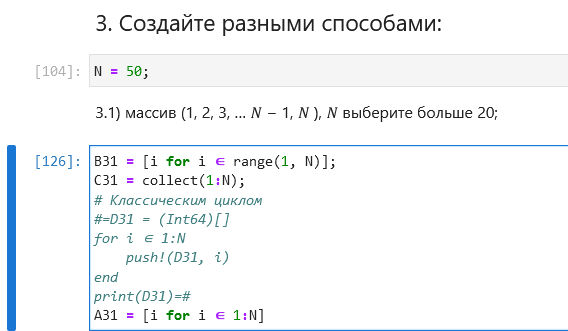 3. Создайте разными способами:
[104]: N = 50;
3.1) массив (1, 2, 3, ... N − 1, N ), N выберите больше 20;
[126]: B31 = [i for i ∈ range(1, N)];
C31 = collect(1:N);
# Классическим циклом
#=D31 = (Int64)[]
for i ∈ 1:N
    push!(D31, i)
end
print(D31)=#
A31 = [i for i ∈ 1:N]